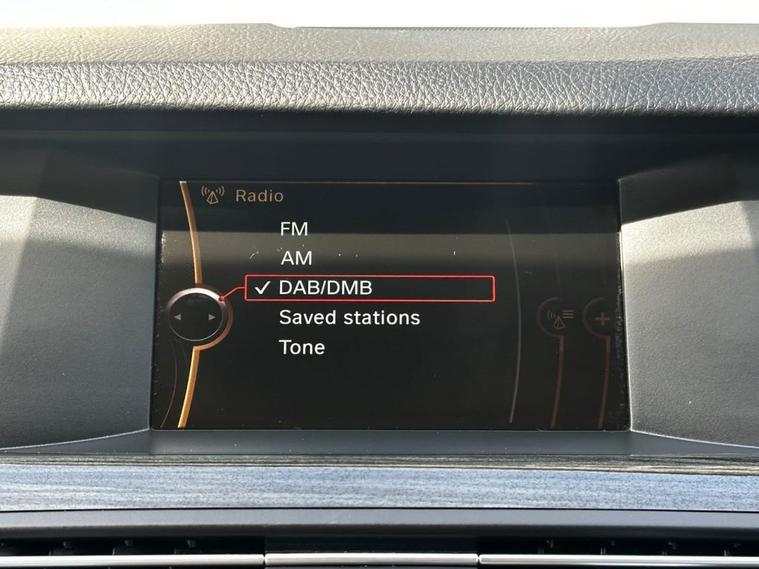 Radio
FM
AM
DAB/DMB
Saved stations
Tone